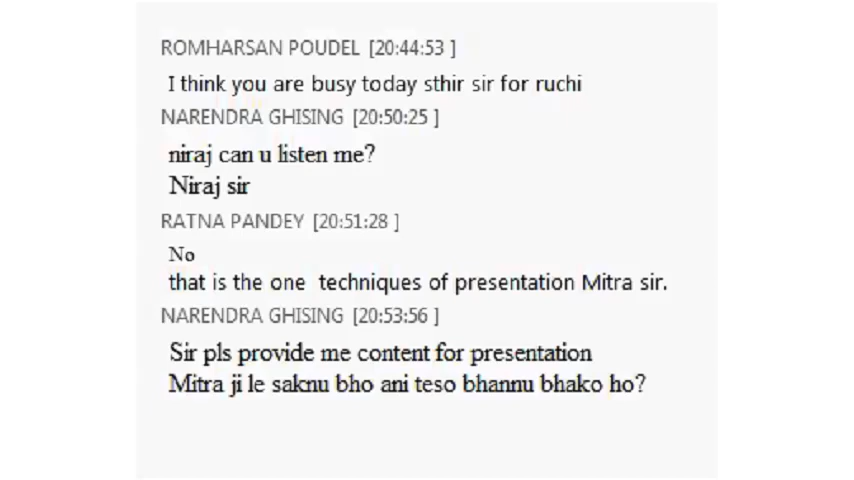 ROMHARSAN POUDEL [20:44:53 ]
I think you are busy today sthir sir for ruchi
NARENDRA GHISING [20:50:25 ]
niraj can u listen me?
Niraj sir
RATNA PANDEY [20:51:28 ]
No
that is the one  techniques of presentation Mitra sir.
NARENDRA GHISING [20:53:56 ]
Sir pls provide me content for presentation
Mitra ji le saknu bho ani teso bhannu bhako ho?